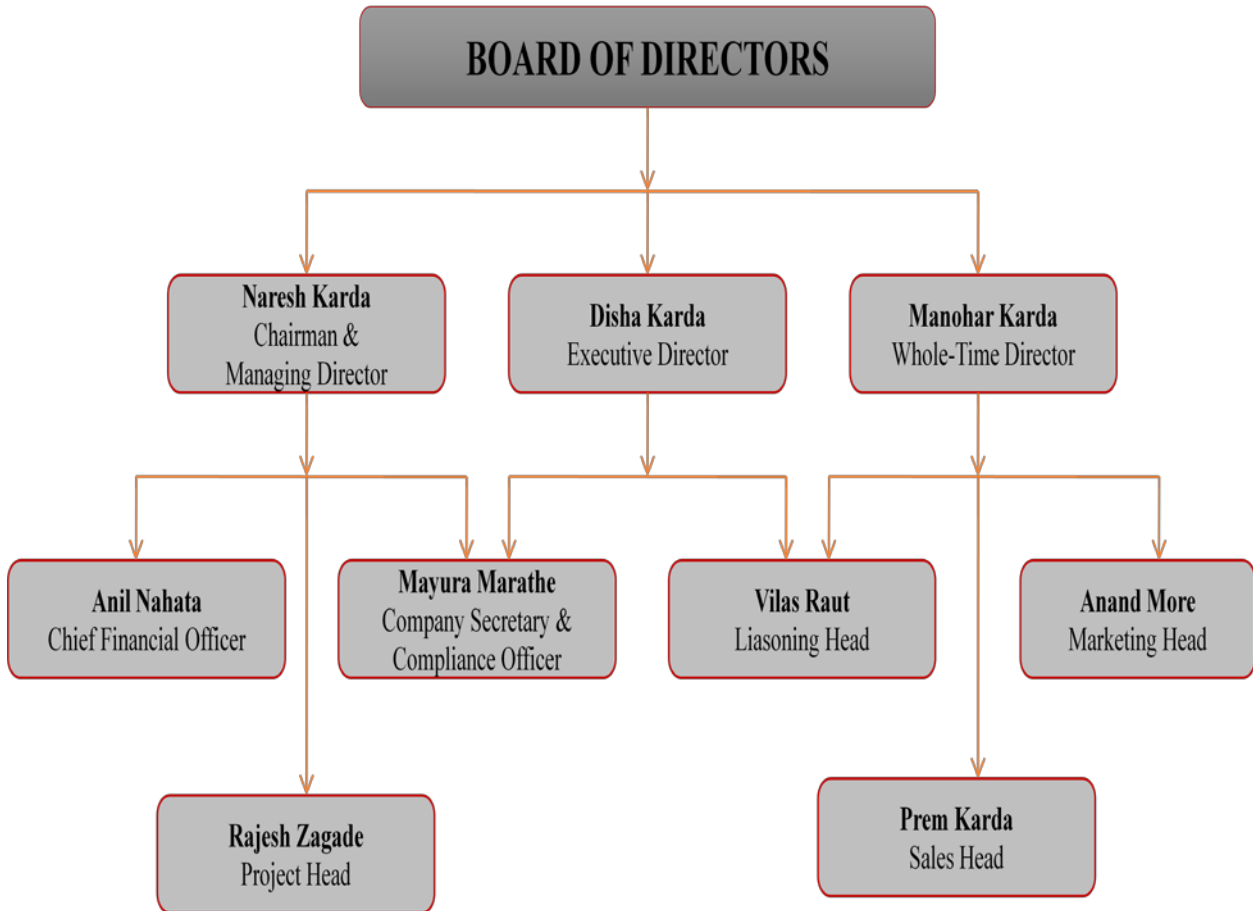 BOARD OF DIRECTORS
Naresh Karda
Chairman &
Managing Director
Disha Karda
Executive Director
Manohar Karda
Whole-Time Director
Anil Nahata
Chief Financial Officer
Mayura Marathe
Company Secretary &
Compliance Officer
Vilas Raut
Liasoning Head
Anand More
Marketing Head
Rajesh Zagade
Project Head
Prem Karda
Sales Head